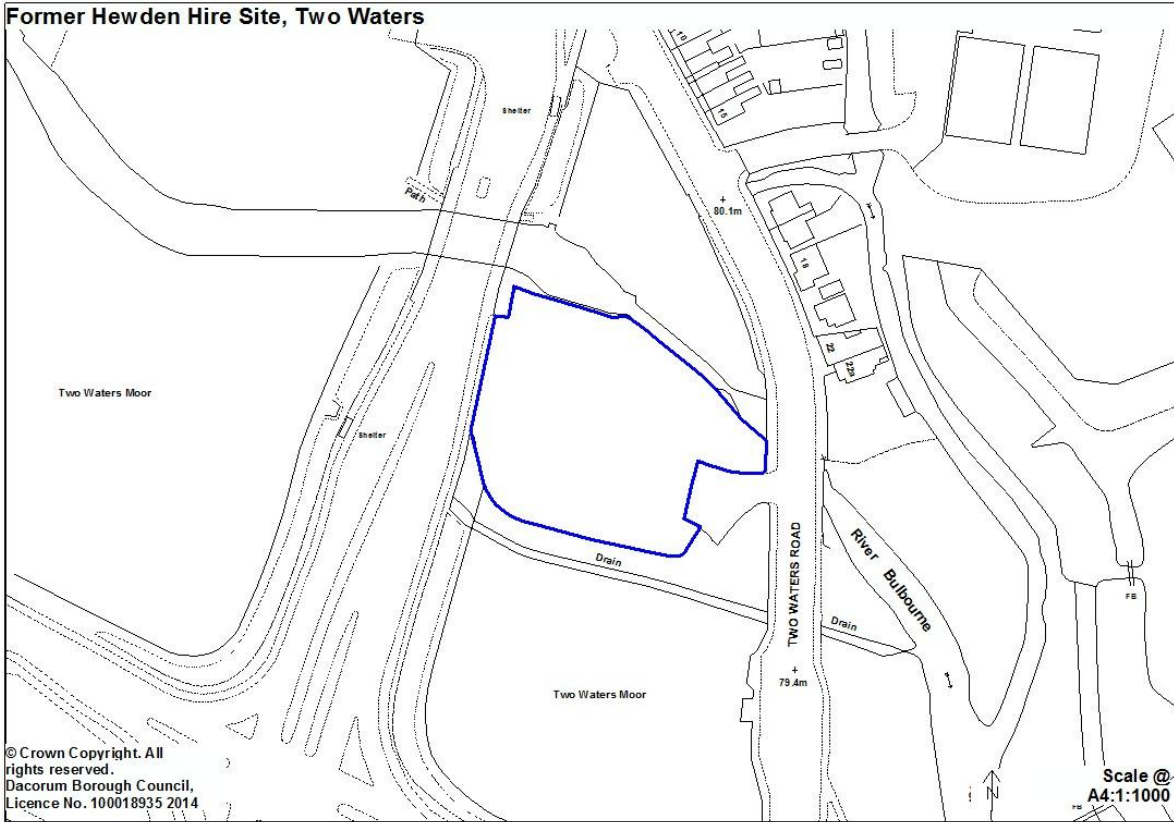 Former Hewden Hire Site, Two Waters
10
Shelter
15
Path
80.1m
18
22
22a
Two Waters Moor
Shelter
TWO WATERS ROAD
River Bulbourne
Drain
FB
Drain
79.4m
Two Waters Moor
© Crown Copyright. All
rights reserved.
Dacorum Borough Council,
Licence No. 100018935 2014
N
Scale @
A4:1:1000
FB